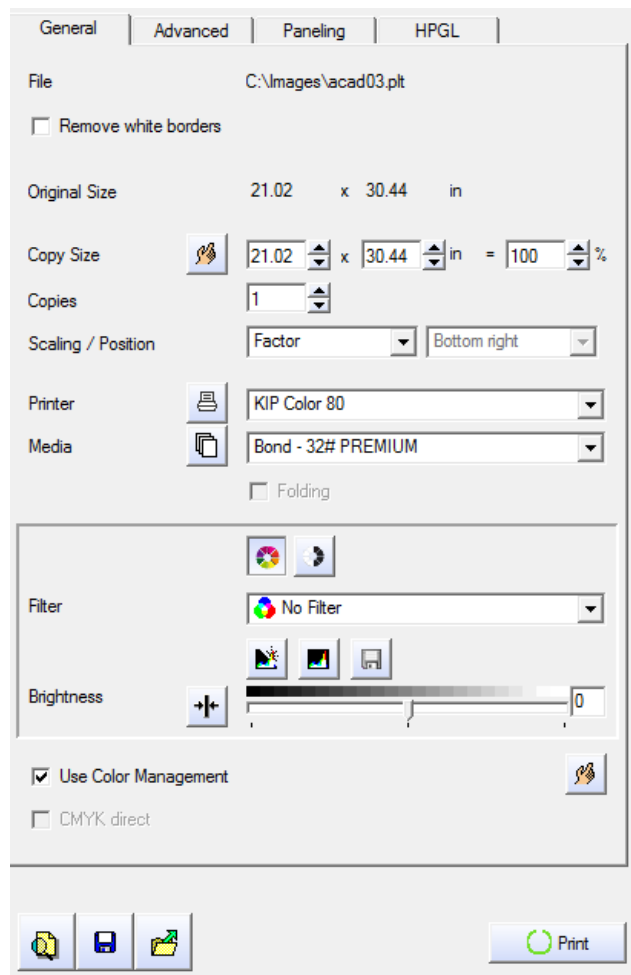 General Advanced Paneling HPGL
File C:\Images\acad03.plt
Remove white borders
Original Size 21.02 x 30.44 in
Copy Size 21.02 x 30.44 in = 100 %
Copies 1
Scaling / Position Factor Bottom right
Printer KIP Color 80
Media Bond - 32# PREMIUM
Folding
Filter No Filter
Brightness 0
Use Color Management
CMYK direct
Print